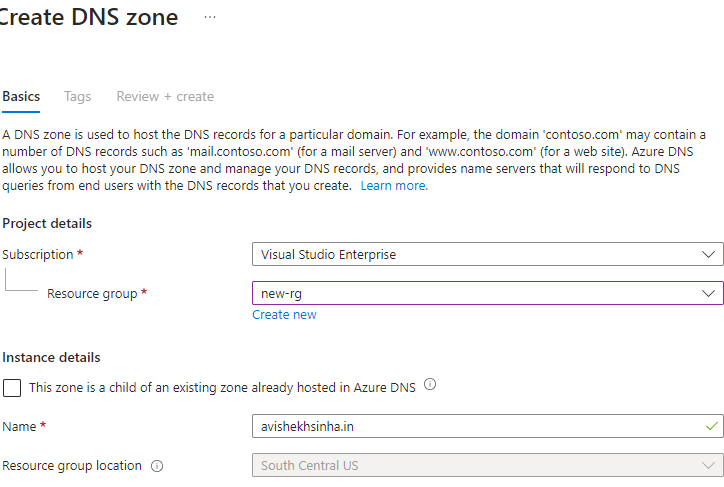 Create DNS zone ...
Basics Tags Review + create
A DNS zone is used to host the DNS records for a particular domain. For example, the domain 'contoso.com' may contain a
number of DNS records such as 'mail.contoso.com' (for a mail server) and 'www.contoso.com' (for a web site). Azure DNS
allows you to host your DNS zone and manage your DNS records, and provides name servers that will respond to DNS
queries from end users with the DNS records that you create. Learn more.
Project details
Subscription * Visual Studio Enterprise
Resource group * new-rg
Create new
Instance details
This zone is a child of an existing zone already hosted in Azure DNS
Name * avishekhsinha.in
Resource group location South Central US